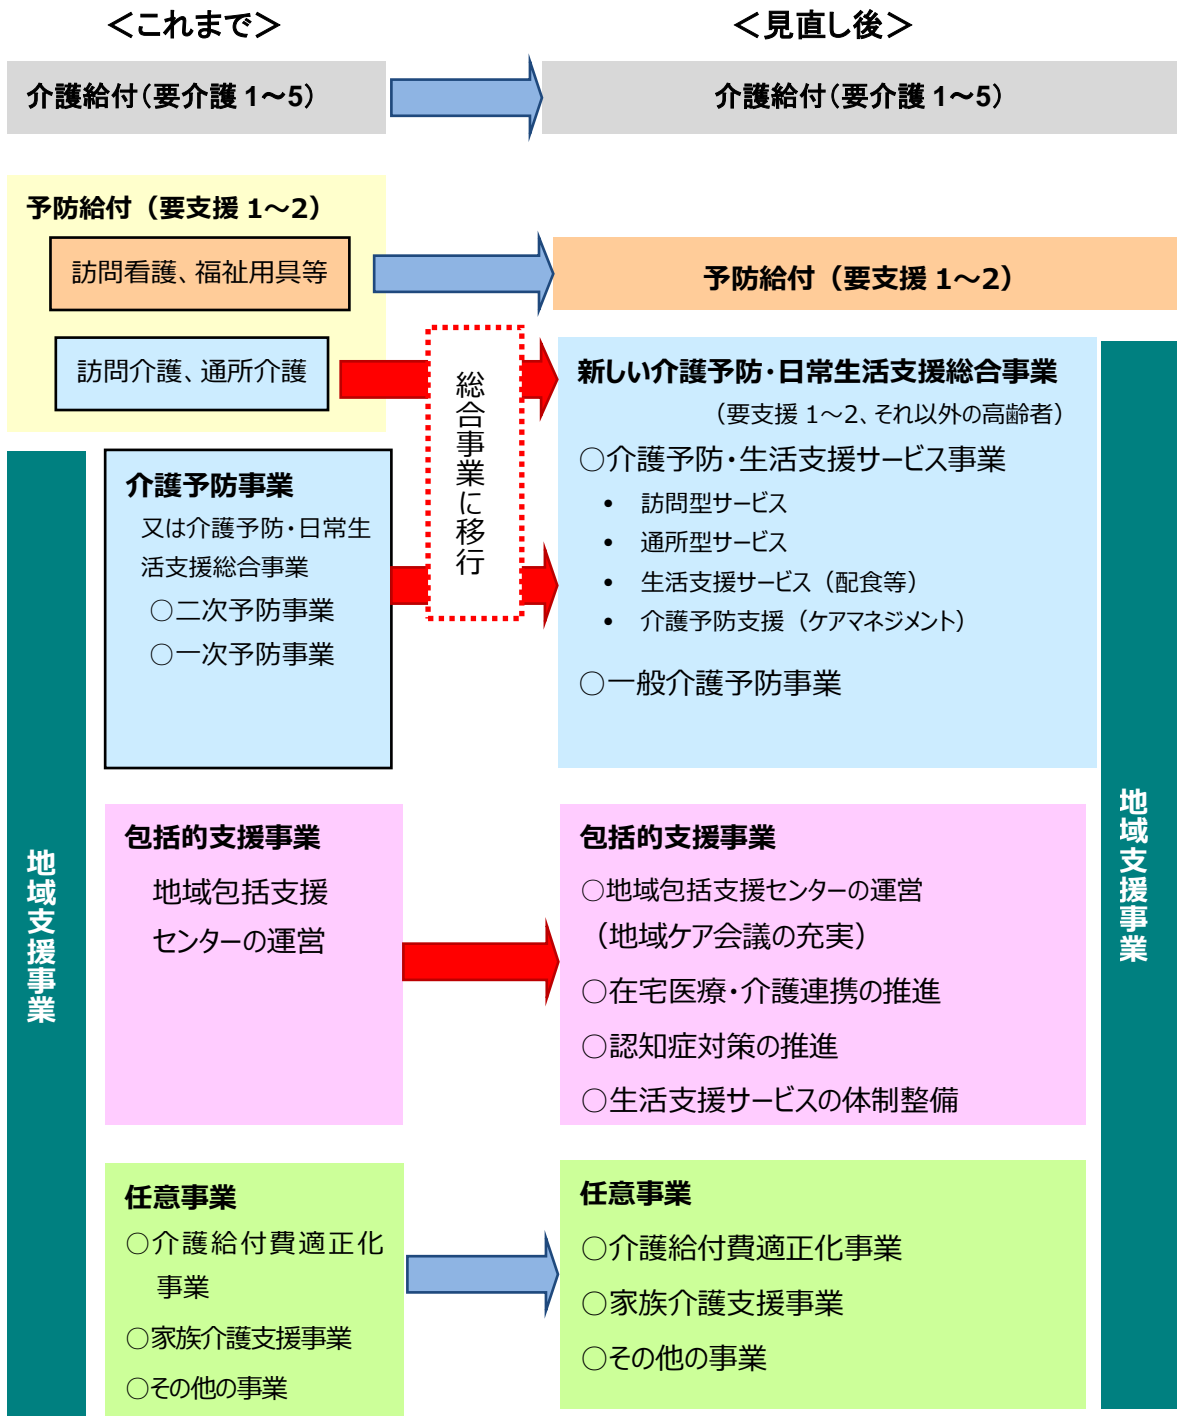 ＜これまで＞
＜見直し後＞
介護給付（要介護 1～5）
介護給付（要介護 1～5）
予防給付（要支援 1～2）
訪問看護、福祉用具等
予防給付（要支援 1～2）
訪問介護、通所介護
総合事業に移行
新しい介護予防・日常生活支援総合事業
（要支援 1～2、それ以外の高齢者）
○介護予防・生活支援サービス事業
• 訪問型サービス
• 通所型サービス
• 生活支援サービス（配食等）
• 介護予防支援（ケアマネジメント）
○一般介護予防事業
介護予防事業
又は介護予防・日常生
活支援総合事業
○二次予防事業
○一次予防事業
地域支援事業
地域支援事業
包括的支援事業
地域包括支援
センターの運営
包括的支援事業
○地域包括支援センターの運営
（地域ケア会議の充実）
○在宅医療・介護連携の推進
○認知症対策の推進
○生活支援サービスの体制整備
任意事業
○介護給付費適正化
事業
○家族介護支援事業
○その他の事業
任意事業
○介護給付費適正化事業
○家族介護支援事業
○その他の事業